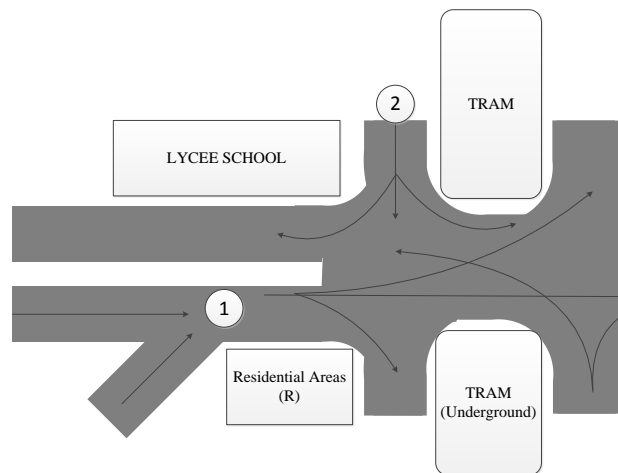 2
TRAM
LYCEE SCHOOL
1
Residential Areas
(R)
TRAM
(Underground)